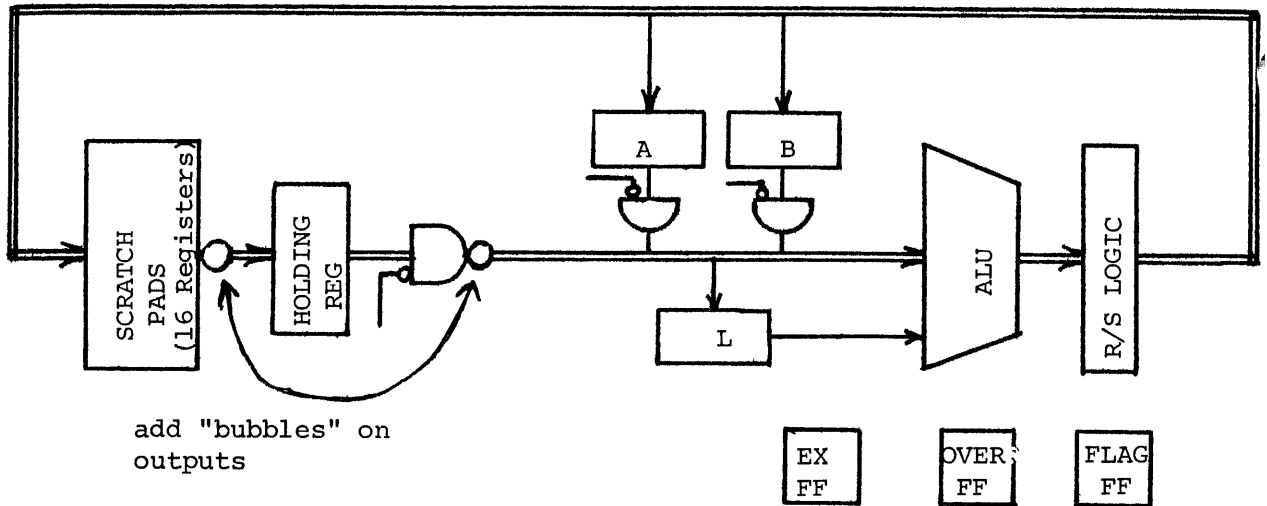 A
B
SCRATCH
PADS
(16 Registers)
HOLDING
REG
ALU
R/S LOGIC
L
add "bubbles" on
outputs
EX
FF
OVER
FF
FLAG
FF